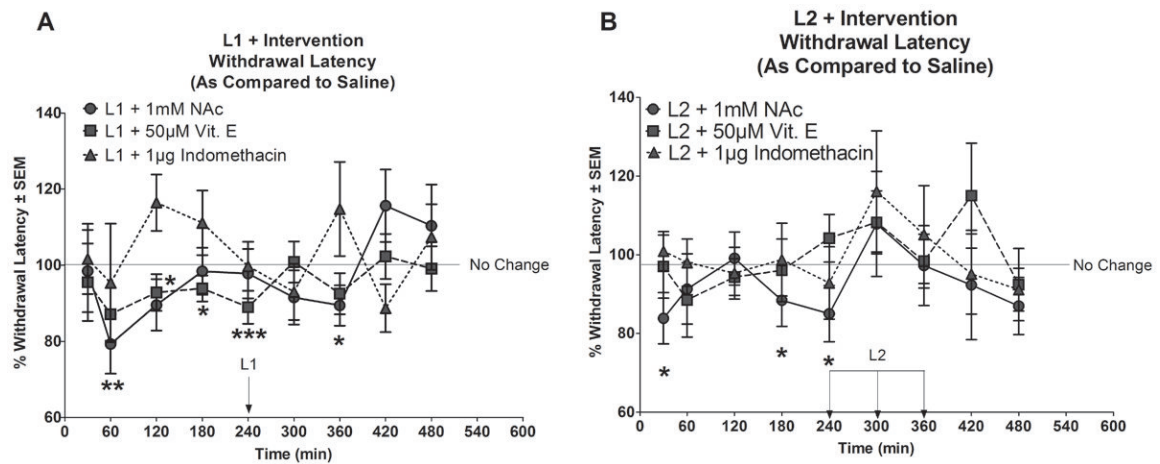 A
L1 + Intervention
Withdrawal Latency
(As Compared to Saline)
% Withdrawal Latency ± SEM
140
120
100
80
60
L1 + 1mM NAc
L1 + 50µM Vit. E
L1 + 1µg Indomethacin
No Change
*
**
*
***
*
L1
0 60 120 180 240 300 360 420 480 540 600
Time (min)
B
L2 + Intervention
Withdrawal Latency
(As Compared to Saline)
% Withdrawal Latency ± SEM
140
120
100
80
60
L2 + 1mM NAc
L2 + 50µM Vit. E
L2 + 1µg Indomethacin
No Change
*
*
*
L2
0 60 120 180 240 300 360 420 480 540 600
Time (min)